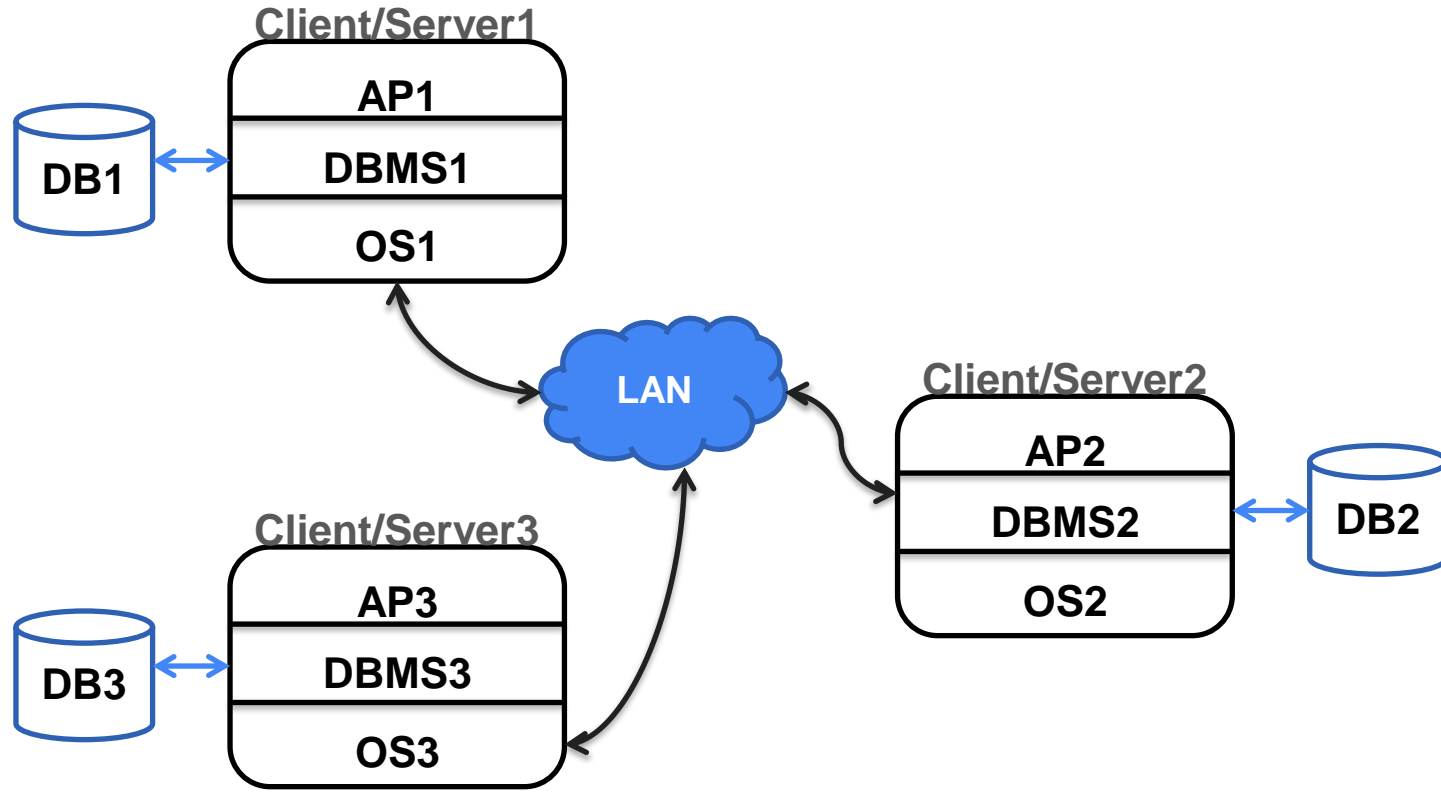 Client/Server1
AP1
DBMS1
OS1
DB1
LAN
Client/Server2
AP2
DBMS2
OS2
DB2
Client/Server3
AP3
DBMS3
OS3
DB3